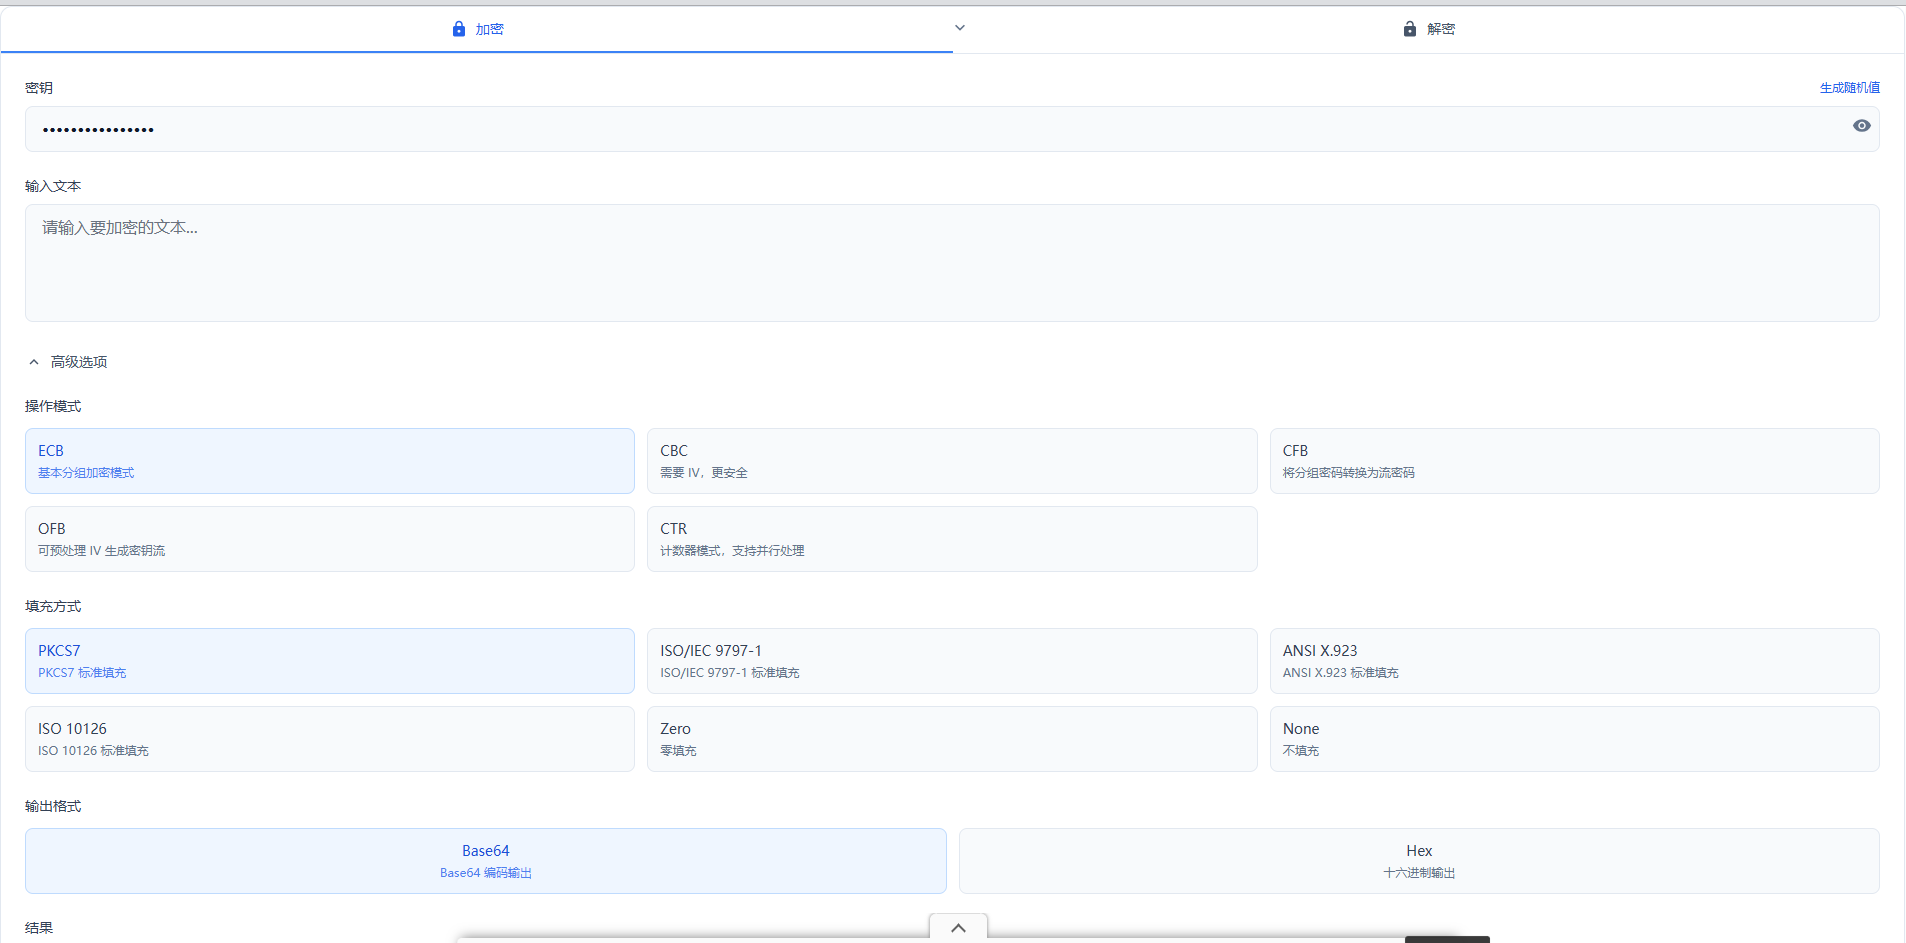 加密
解密
密钥
生成随机值
••••••••••••••••
输入文本
请输入要加密的文本...
高级选项
操作模式
ECB
基本分组加密模式
CBC
需要 IV，更安全
CFB
将分组密码转换为流密码
OFB
可预处理 IV 生成密钥流
CTR
计数器模式，支持并行处理
填充方式
PKCS7
PKCS7 标准填充
ISO/IEC 9797-1
ISO/IEC 9797-1 标准填充
ANSI X.923
ANSI X.923 标准填充
ISO 10126
ISO 10126 标准填充
Zero
零填充
None
不填充
输出格式
Base64
Base64 编码输出
Hex
十六进制输出
结果